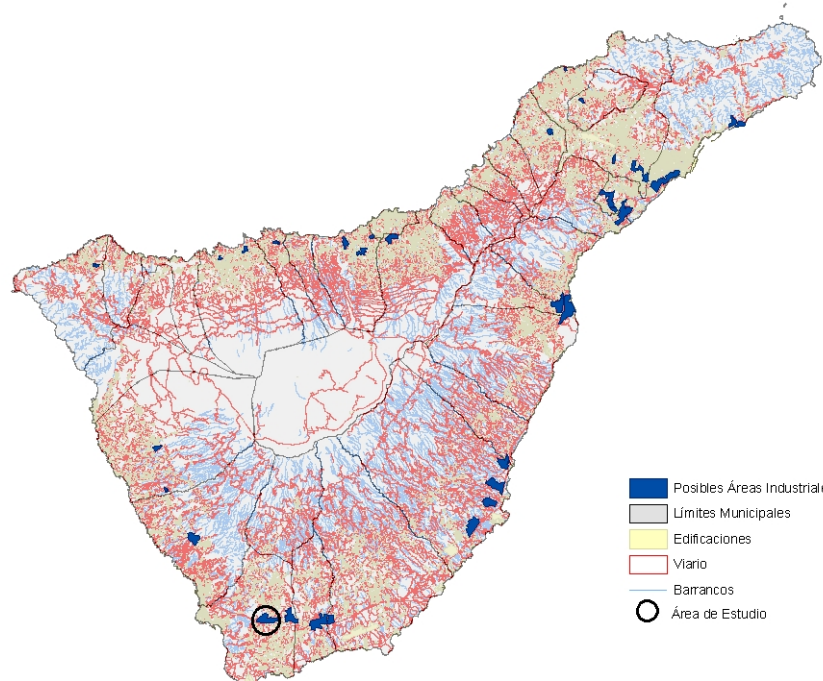 Posibles Áreas Industriale
Límites Municipales
Edificaciones
Viario
Barrancos
Área de Estudio